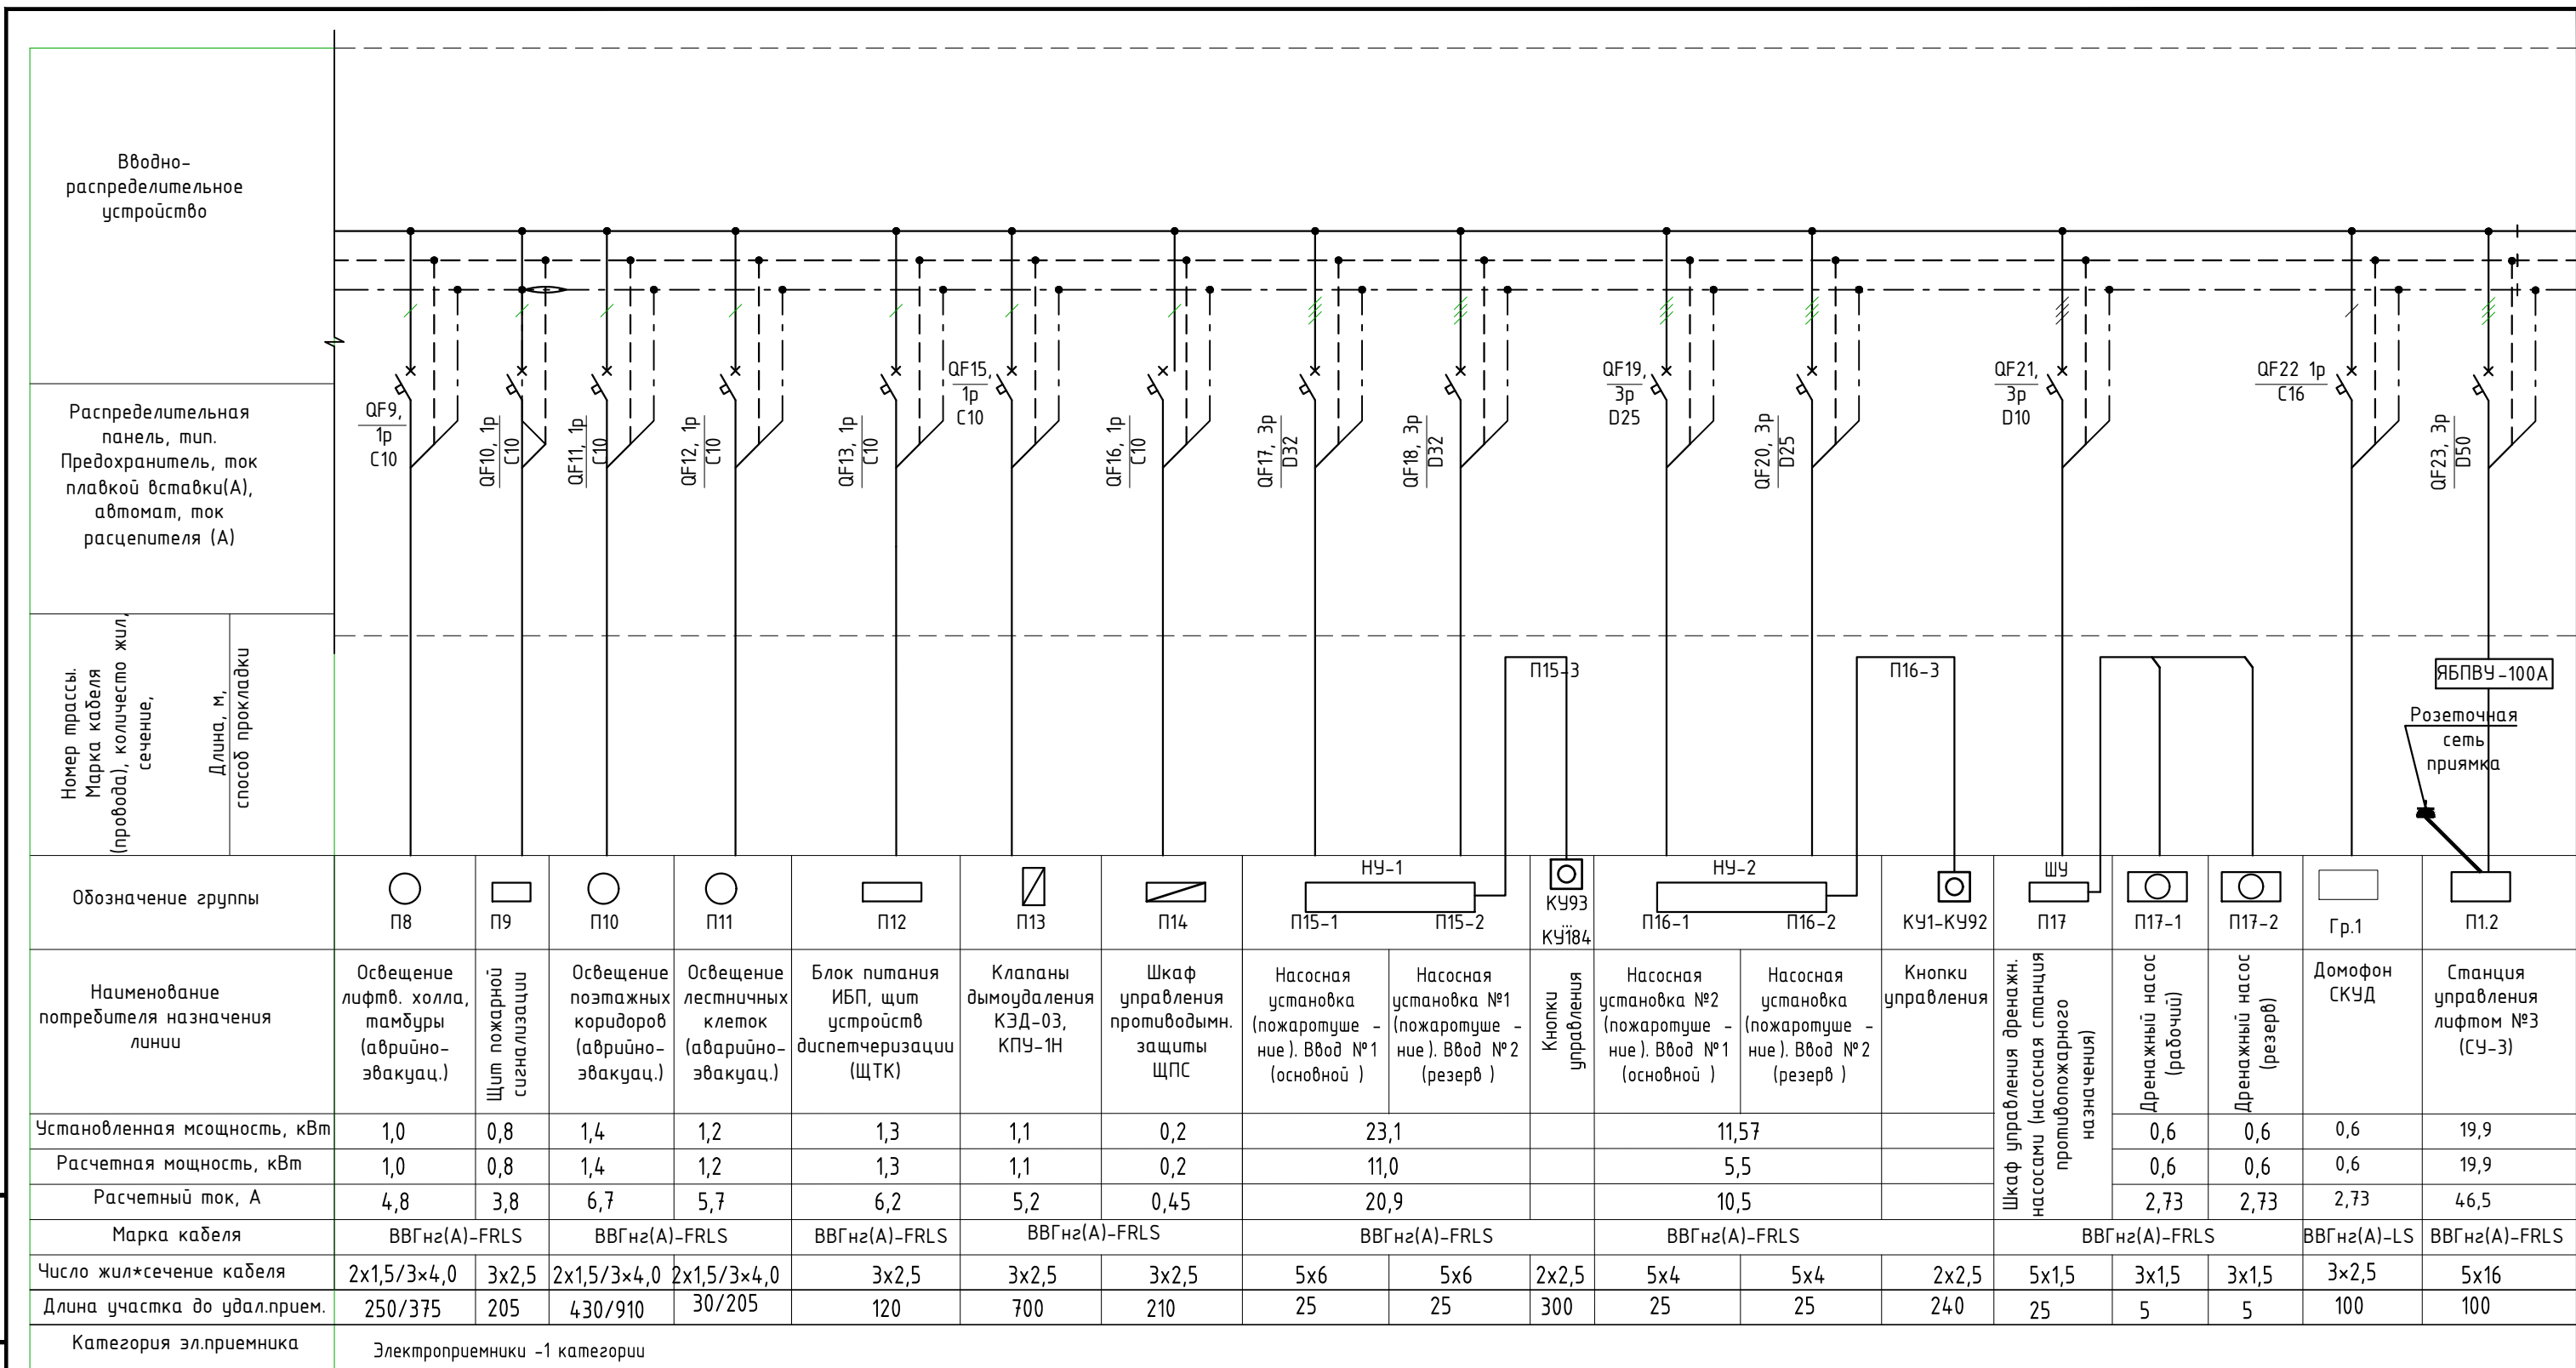 Вводно-
распределительное
устройство
Распределительная
панель, тип.
Предохранитель, ток
плавкой вставки(А),
автомат, ток
расцепителя (А)
QF9,
1р
С10
QF10, 1р
С10
QF11, 1р
С10
QF12, 1р
С10
QF13, 1р
С10
QF15,
1р
С10
QF16, 1р
С10
QF17, 3р
D32
QF18, 3р
D32
QF19,
3р
D25
QF20, 3р
D25
QF21,
3р
D10
QF22 1р
С16
QF23, 3р
D50
Номер трассы.
Марка кабеля
(провода), количесто жил,
сечение,
Длина, м,
способ прокладки
П15-3
П16-3
ЯБПВУ-100А
Розеточная
сеть
приямка
Обозначение группы
П8
П9
П10
П11
П12
П13
П14
НУ-1
П15-1
П15-2
КУ93
КУ184
НУ-2
П16-1
П16-2
КУ1-КУ92
ШУ
П17
П17-1
П17-2
Гр.1
П1.2
Наименование
потребителя назначения
линии
Освещение
лифтв. холла,
тамбуры
(аврийно-
эвакуац.)
Щит пожарной
сигнализации
Освещение
поэтажных
коридоров
(аврийно-
эвакуац.)
Освещение
лестничных
клеток
(аварийно-
эвакуац.)
Блок питания
ИБП, щит
устройств
диспетчеризации
(ЩТК)
Клапаны
дымоудаления
КЭД-03,
КПУ-1Н
Шкаф
управления
противодымн.
защиты
ЩПС
Насосная
установка
(пожаротуше -
ние). Ввод №1
(основной )
Насосная
установка №1
(пожаротуше -
ние). Ввод №2
(резерв )
Кнопки
управления
Насосная
установка №2
(пожаротуше -
ние). Ввод №1
(основной )
Насосная
установка
(пожаротуше -
ние). Ввод №2
(резерв )
Кнопки
управления
Шкаф управления дренажн.
насосами (насосная станция
противопожарного
назначения)
Дренажный насос
(рабочий)
Дренажный насос
(резерв)
Домофон
СКУД
Станция
управления
лифтом №3
(СУ-3)
Установленная мсощность, кВт 1,0 0,8 1,4 1,2 1,3 1,1 0,2 23,1 11,57 0,6 0,6 0,6 19,9
Расчетная мощность, кВт 1,0 0,8 1,4 1,2 1,3 1,1 0,2 11,0 5,5 0,6 0,6 0,6 19,9
Расчетный ток, А 4,8 3,8 6,7 5,7 6,2 5,2 0,45 20,9 10,5 2,73 2,73 2,73 46,5
Марка кабеля ВВГнг(А)-FRLS ВВГнг(А)-FRLS ВВГнг(А)-FRLS ВВГнг(А)-FRLS ВВГнг(А)-FRLS ВВГнг(А)-FRLS ВВГнг(А)-FRLS ВВГнг(А)-LS ВВГнг(А)-FRLS
Число жил*сечение кабеля 2х1,5/3×4,0 3х2,5 2х1,5/3×4,0 2х1,5/3×4,0 3х2,5 3х2,5 3х2,5 5х6 5х6 2х2,5 5х4 5х4 2х2,5 5х1,5 3х1,5 3х1,5 3×2,5 5х16
Длина участка до удал.прием. 250/375 205 430/910 30/205 120 700 210 25 25 300 25 25 240 25 5 5 100 100
Категория эл.приемника Электроприемники -1 категории